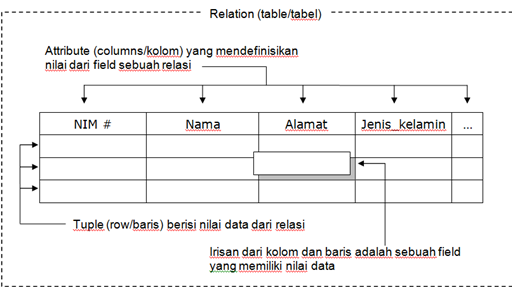 Relation (table/tabel)
Attribute (columns/kolom) yang mendefinisikan
nilai dari field sebuah relasi
NIM # Nama Alamat Jenis_kelamin ...
Tuple (row/baris) berisi nilai data dari relasi
Irisan dari kolom dan baris adalah sebuah field
yang memiliki nilai data